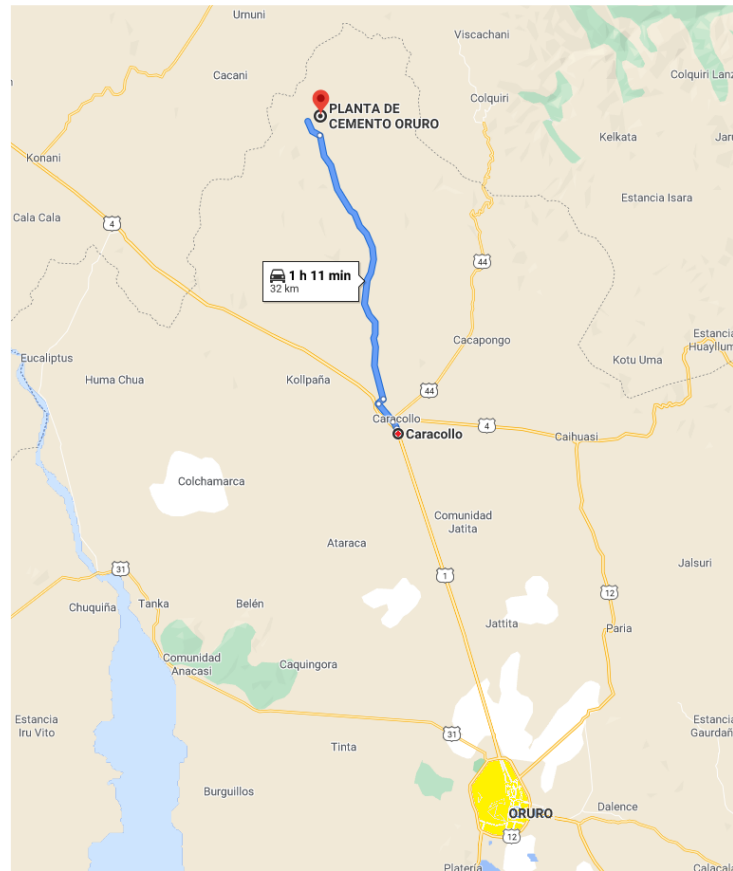 Urnuni
Viscachani
Cacani
Colquiri Lanz
Colquiri
PLANTA DE
CEMENTO ORURO
Kelkata
Jaru
Konani
Estancia Isara
Cala Cala
4
44
1 h 11 min
32 km
Estancia
Huayllum
Cacapongo
Eucaliptus
Kotu Uma
Huma Chua
Kollpaña
44
Caracollo
4
Caracollo
Caihuasi
Colchamarca
Comunidad
Jatita
Ataraca
31
1
Jalsuri
12
Chuquiña
Tanka
Belén
Jattita
Paria
Comunidad
Anacasi
Cäquingora
Estancia
Iru Vito
31
Estancia
Gaurdañ
Tinta
Burguillos
ORURO
Dalence
12
Platería
Calacala